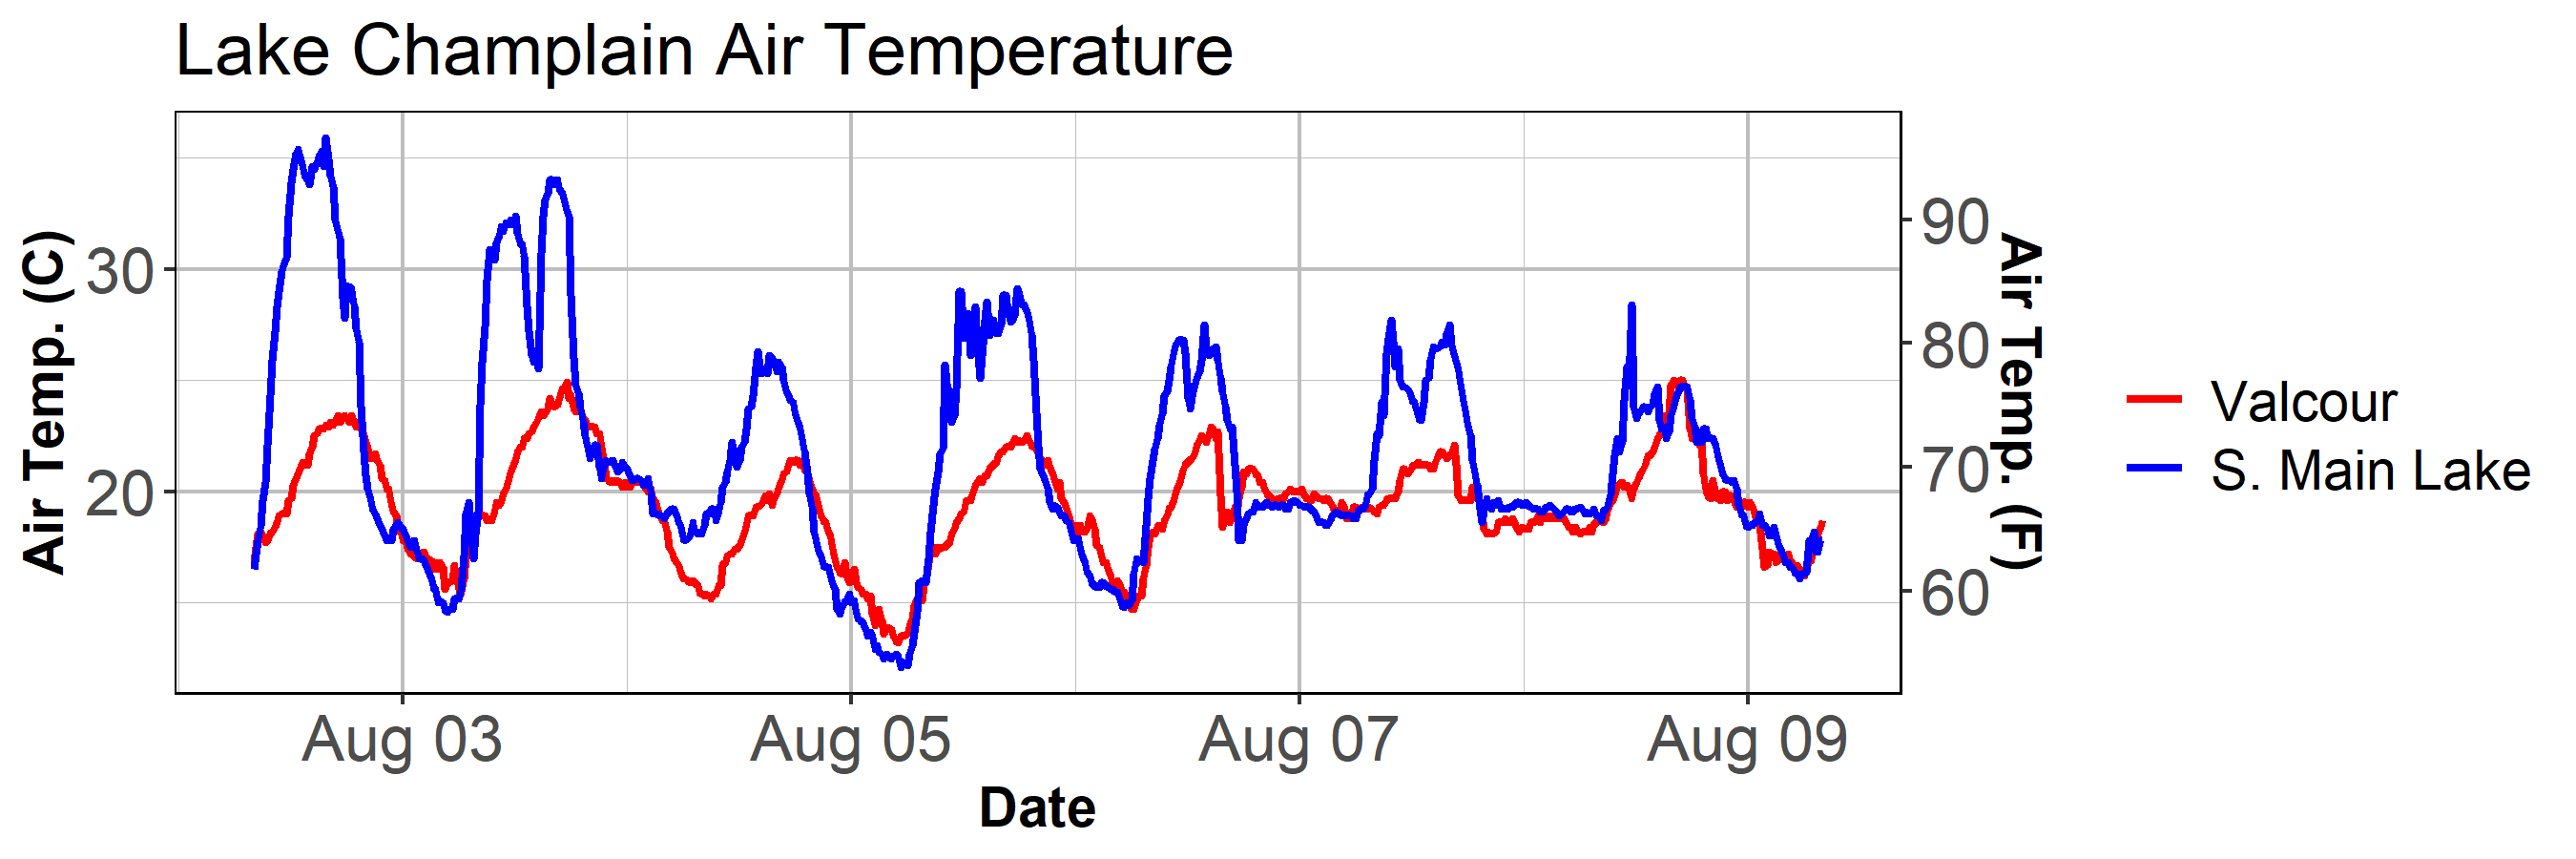 Lake Champlain Air Temperature
Air Temp. (C)
30
20
90
80
70
60
Air Temp. (F)
Valcour
S. Main Lake
Aug 03
Aug 05
Aug 07
Aug 09
Date